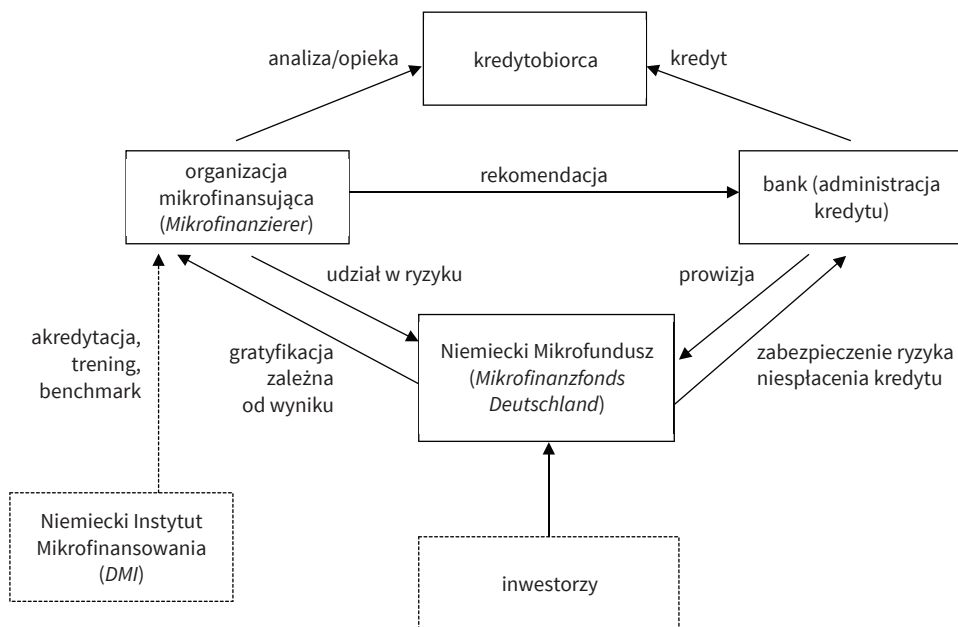 analiza/opieka
kredytobiorca
kredyt
organizacja
mikrofinansująca
(Mikrofinanzierer)
rekomendacja
bank (administracja
kredytu)
udział w ryzyku
prowizja
akredytacja,
trening,
benchmark
gratyfikacja
zależna
od wyniku
Niemiecki Mikrofundusz
(Mikrofinanzfonds
Deutschland)
zabezpieczenie ryzyka
niespłacenia kredytu
Niemiecki Instytut
Mikrofinansowania
(DMI)
inwestorzy